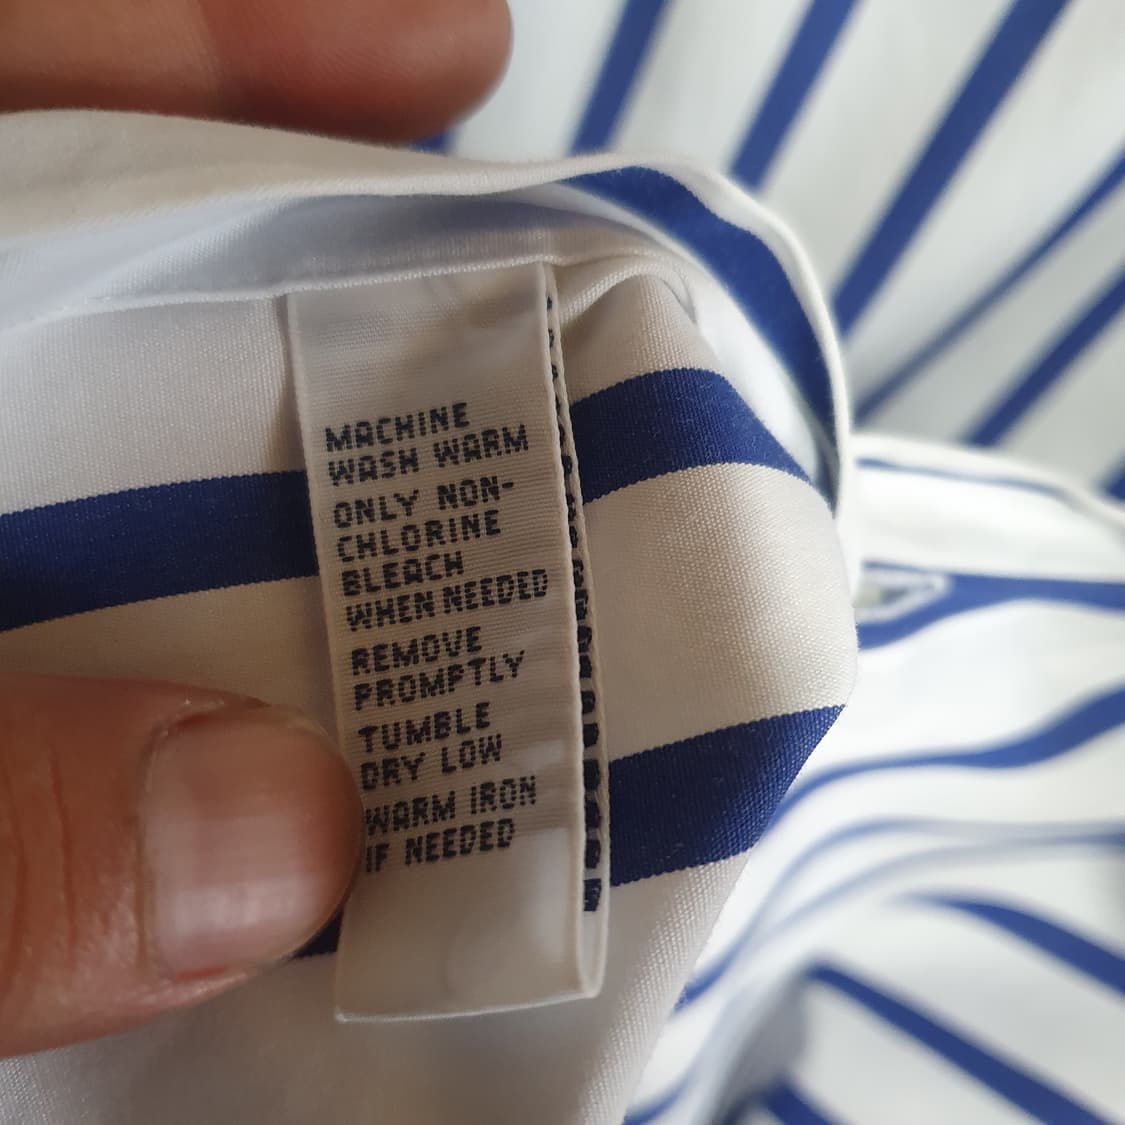 MACHINE
WASH WARM
ONLY NON-
CHLORINE
BLEACH
WHEN NEEDED
REMOVE
PROMPTLY
TUMBLE
DRY LOW
WARM IRON
IF NEEDED